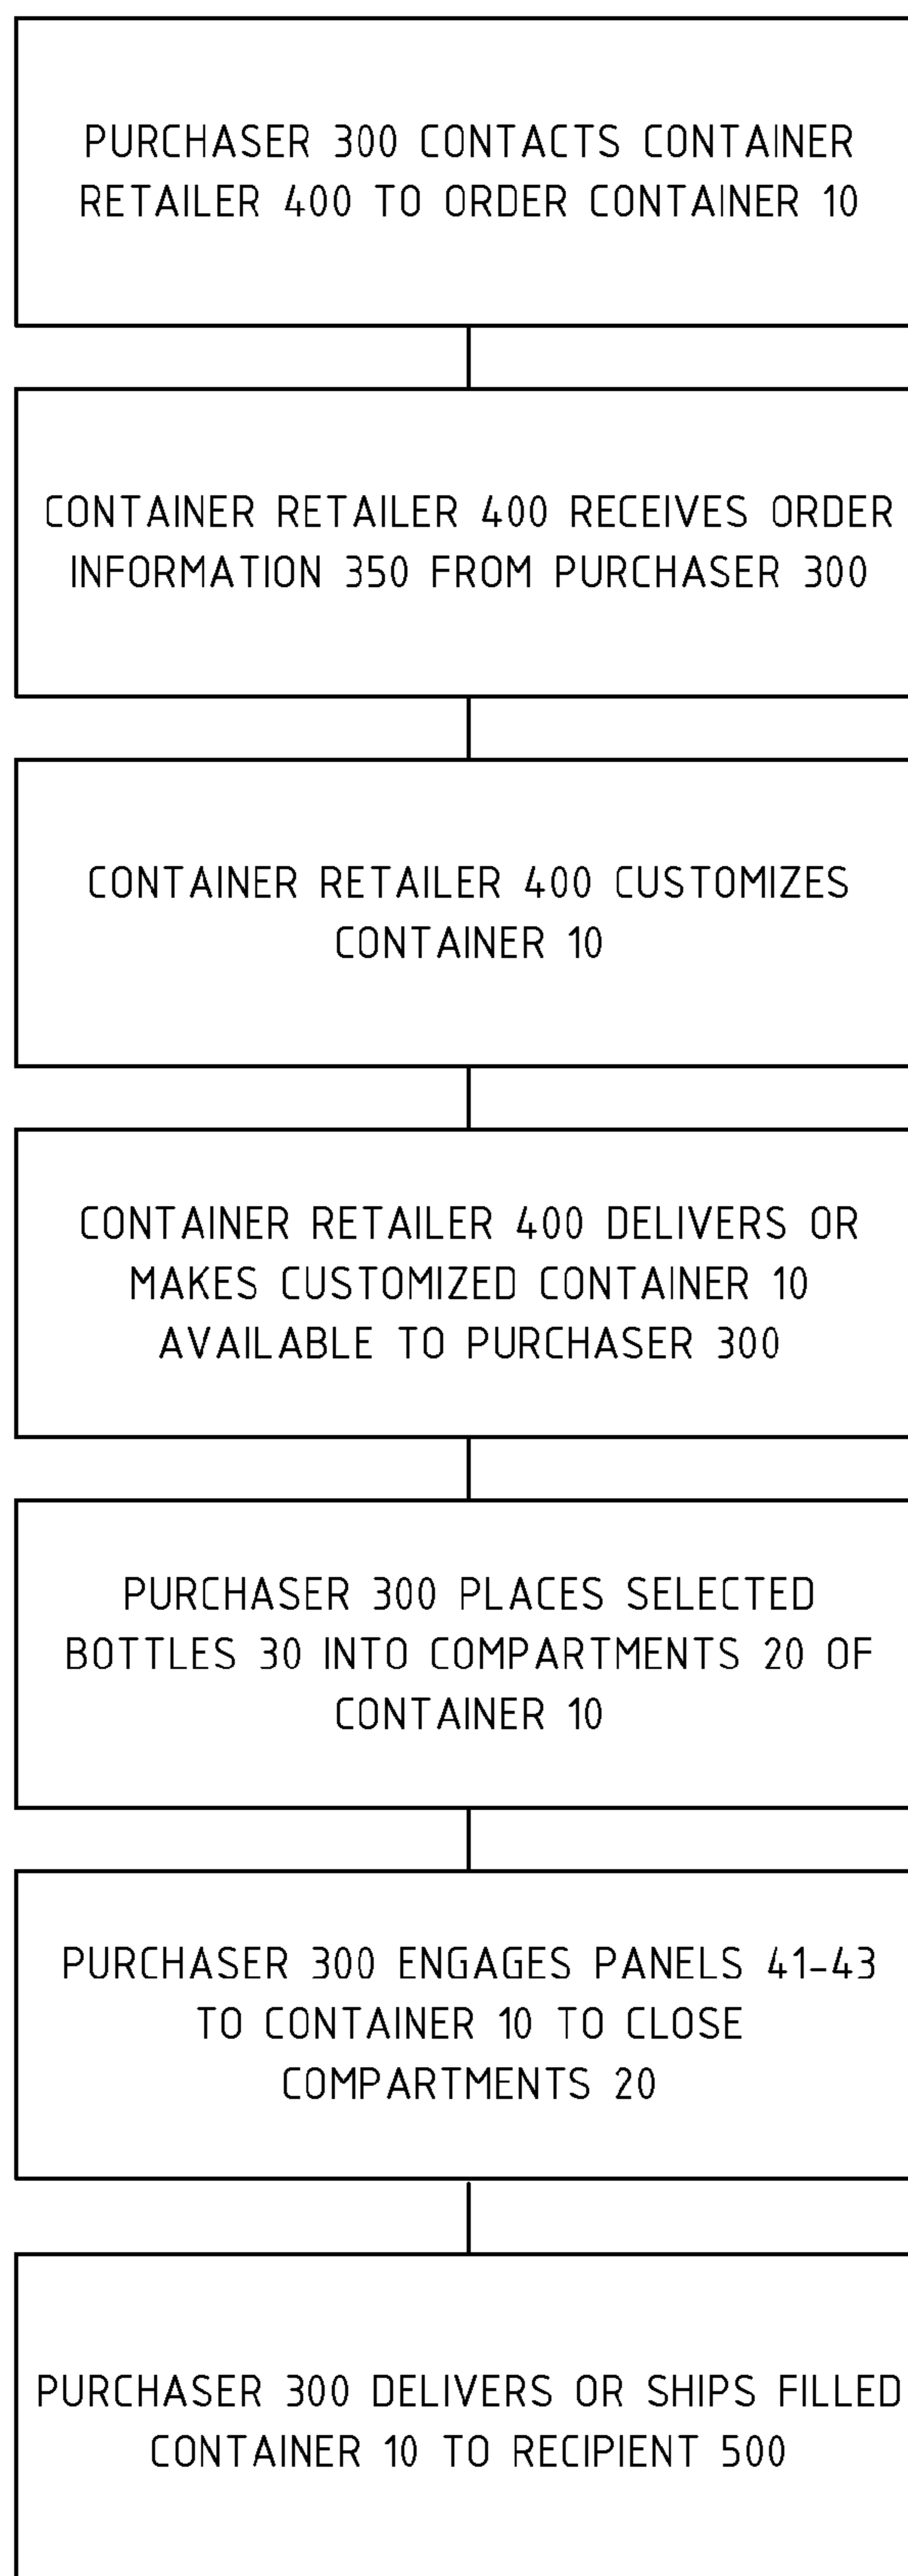 PURCHASER 300 CONTACTS CONTAINER
RETAILER 400 TO ORDER CONTAINER 10
CONTAINER RETAILER 400 RECEIVES ORDER
INFORMATION 350 FROM PURCHASER 300
CONTAINER RETAILER 400 CUSTOMIZES
CONTAINER 10
CONTAINER RETAILER 400 DELIVERS OR
MAKES CUSTOMIZED CONTAINER 10
AVAILABLE TO PURCHASER 300
PURCHASER 300 PLACES SELECTED
BOTTLES 30 INTO COMPARTMENTS 20 OF
CONTAINER 10
PURCHASER 300 ENGAGES PANELS 41-43
TO CONTAINER 10 TO CLOSE
COMPARTMENTS 20
PURCHASER 300 DELIVERS OR SHIPS FILLED
CONTAINER 10 TO RECIPIENT 500